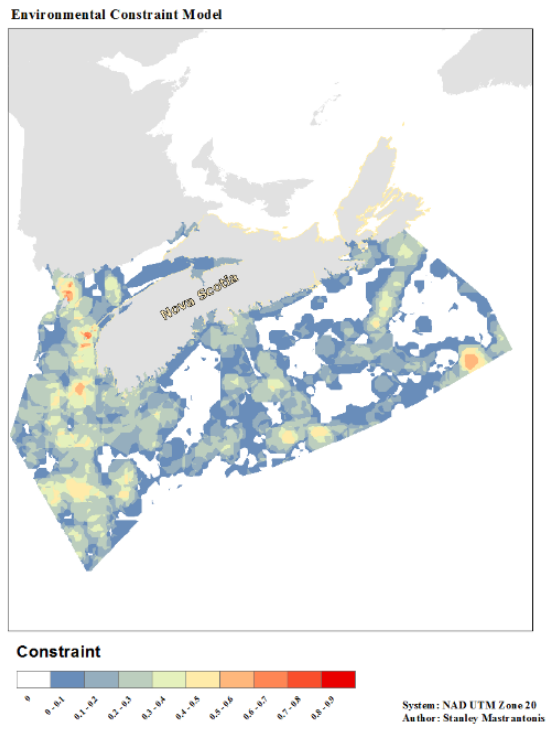 Environmental Constraint Model
Nova Scotia
Constraint
0
0 - 0.1
0.1 - 0.2
0.2 - 0.3
0.3 - 0.4
0.4 - 0.5
0.5 - 0.6
0.6 - 0.7
0.7 - 0.8
0.8 - 0.9
System: NAD UTM Zone 20
Author: Stanley Mastrantonis